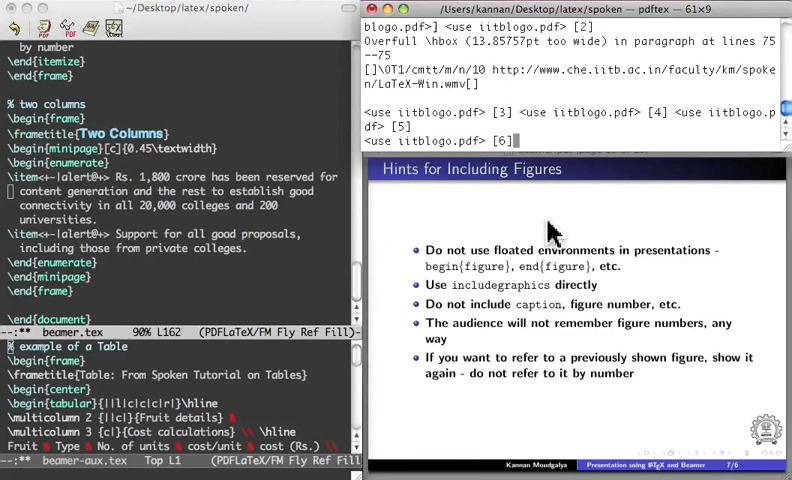 ~/Desktop/latex/spoken/
by number
\end{itemize}
\end{frame}
% two columns
\begin{frame}
\frametitle{Two Columns}
\begin{minipage}[c]{0.45\textwidth}
\begin{enumerate}
\item<+-|alert@+> Rs. 1,800 crore has been reserved for
content generation and the rest to establish good
connectivity in all 20,000 colleges and 200
universities.
\item<+-|alert@+> Support for all good proposals,
including those from private colleges.
\end{enumerate}
\end{minipage}
\end{frame}
\end{document}
--:** beamer.tex 90% L162 (PDFLaTeX/FM Fly Ref Fill)-
% example of a Table
\begin{frame}
\frametitle{Table: From Spoken Tutorial on Tables}
\begin{center}
\begin{tabular}{||l|c|c|c|r|}\hline
\multicolumn 2 {||c|}{Fruit details} &
\multicolumn 3 {c|}{Cost calculations} \\ \hline
Fruit & Type & No. of units & cost/unit & cost (Rs.) \\
--:** beamer-aux.tex Top L1 (PDFLaTeX/FM Fly Ref Fill
/Users/kannan/Desktop/latex/spoken — pdftex — 61×9
blogo.pdf>] <use iitblogo.pdf> [2]
Overfull \hbox (13.85757pt too wide) in paragraph at lines 75
--75
[]\OT1/cmtt/m/n/10 http://www.che.iitb.ac.in/faculty/km/spoke
n/LaTeX-Win.wmv[]
<use iitblogo.pdf> [3] <use iitblogo.pdf> [4] <use iitblogo.p
df> [5]
<use iitblogo.pdf> [6]
Hints for Including Figures
Do not use floated environments in presentations -
begin{figure}, end{figure}, etc.
Use includegraphics directly
Do not include caption, figure number, etc.
The audience will not remember figure numbers, any
way
If you want to refer to a previously shown figure, show it
again - do not refer to it by number
Kannan Moudgalya Presentation using LATEX and Beamer 7/6